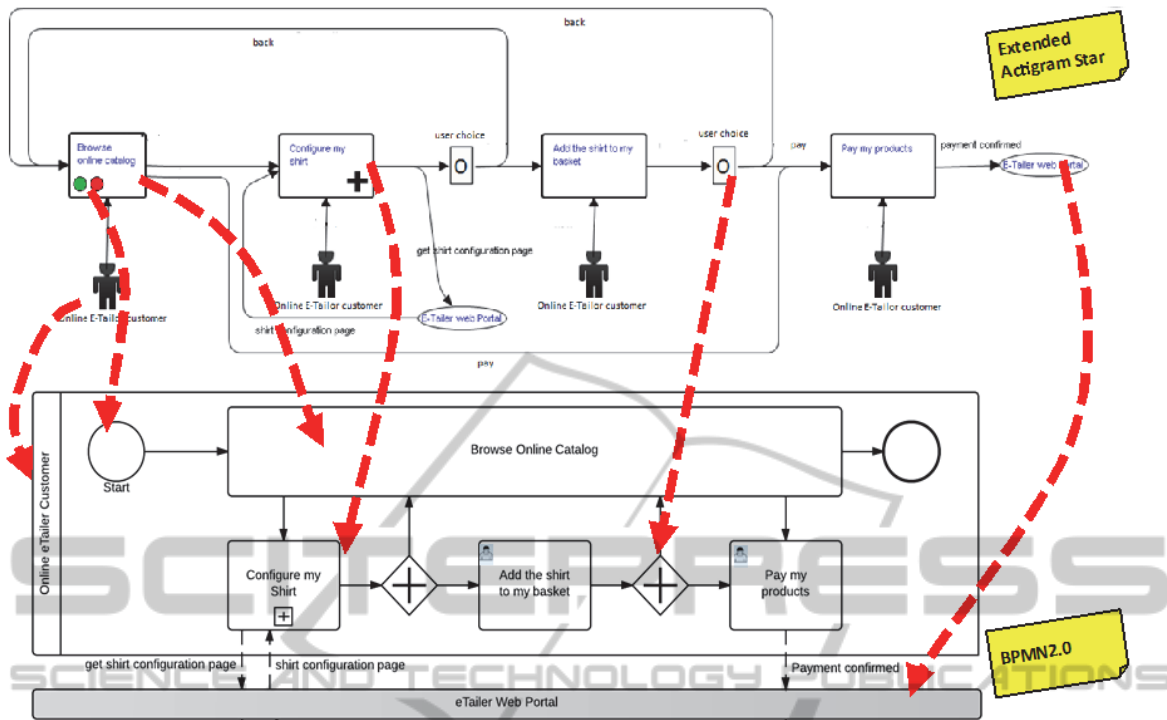 back
back
Extended
Actigram Star
Browse
online catalog
Configure my
shirt
user choice
O
Add the shirt to my
basket
user choice
O
pay
Pay my products
payment confirmed
E-Tailer web Portal
get shirt configuration page
Online E-Tailor customer
Online E-Tailor customer
Online E-Tailor customer
Online E-Tailor customer
E-Tailer web Portal
shirt configuration page
pay
Online eTailer Customer
Start
Browse Online Catalog
Configure my
Shirt
Add the shirt
to my basket
Pay my
products
get shirt configuration page
shirt configuration page
Payment confirmed
BPMN2.0
eTailer Web Portal
SCITEPRESS
SCIENCE AND TECHNOLOGY PUBLICATIONS